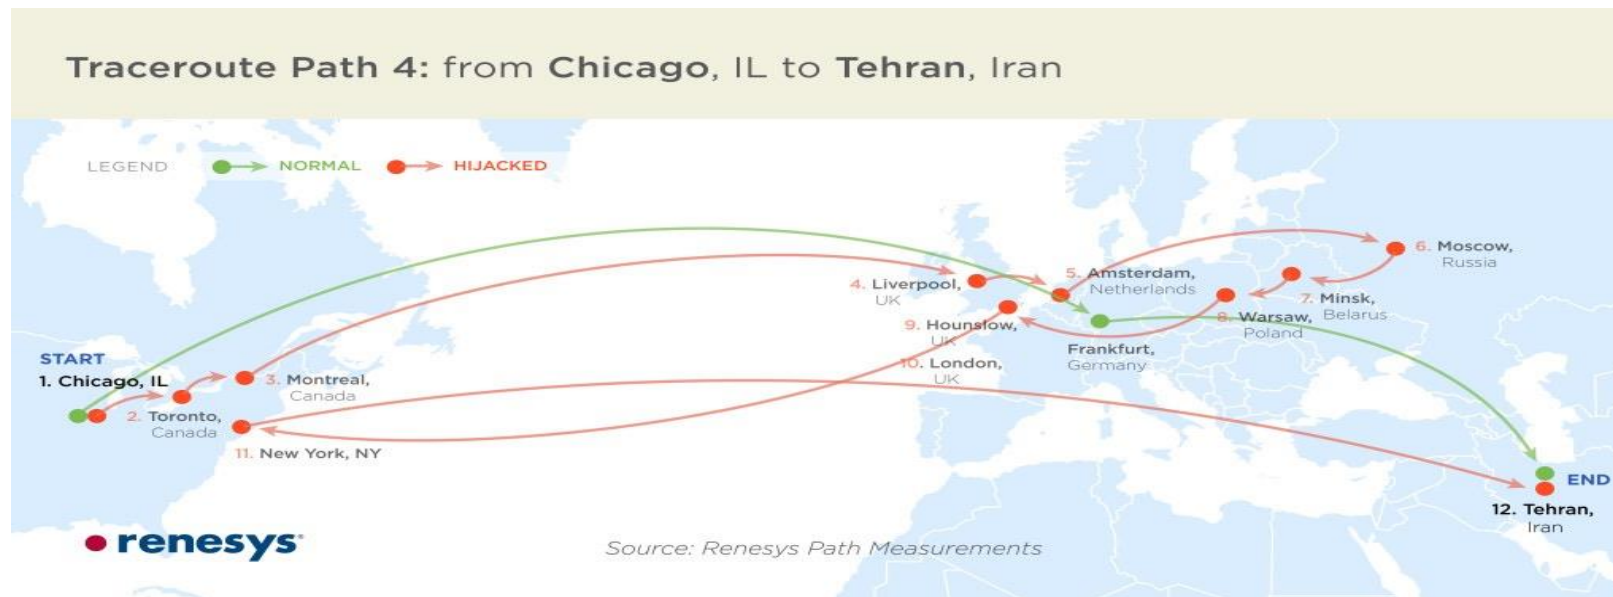 Traceroute Path 4: from Chicago, IL to Tehran, Iran
LEGEND
NORMAL
HIJACKED
START
1. Chicago, IL
2. Toronto,
Canada
3. Montreal,
Canada
4. Liverpool,
UK
5. Amsterdam,
Netherlands
6. Moscow,
Russia
7. Minsk,
Belarus
8. Warsaw,
Poland
9. Hounslow,
UK
10. London,
UK
Frankfurt,
Germany
11. New York, NY
END
12. Tehran,
Iran
renesys
Source: Renesys Path Measurements